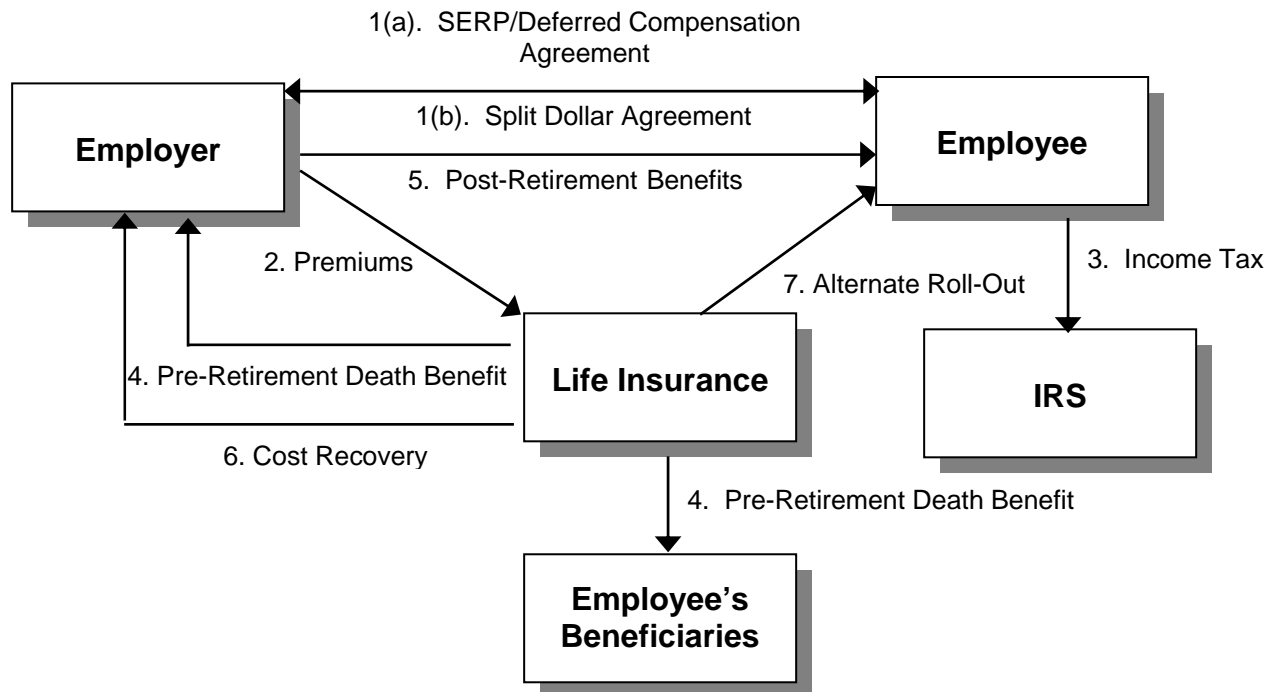 1(a).  SERP/Deferred Compensation
Agreement
Employer
1(b).  Split Dollar Agreement
Employee
5.  Post-Retirement Benefits
2. Premiums
3.  Income Tax
7. Alternate Roll-Out
4. Pre-Retirement Death Benefit
Life Insurance
IRS
6. Cost Recovery
4.  Pre-Retirement Death Benefit
Employee’s
Beneficiaries